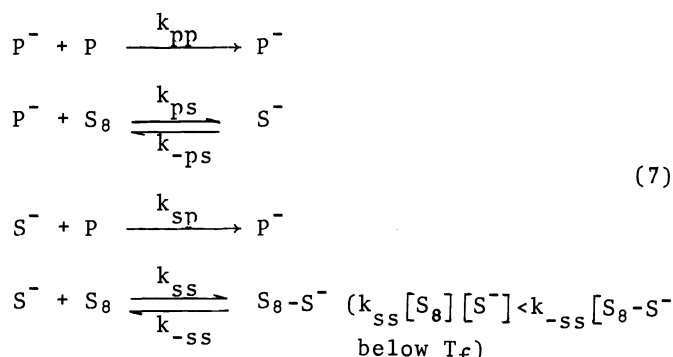 P⁻ + P —k_pp→ P⁻
P⁻ + S₈ ⇌ S⁻ k_ps k_-ps
(7)
S⁻ + P —k_sp→ P⁻
S⁻ + S₈ ⇌ S₈-S⁻ k_ss k_-ss (k_ss[S₈][S⁻]<k_-ss[S₈-S⁻
below T_f)